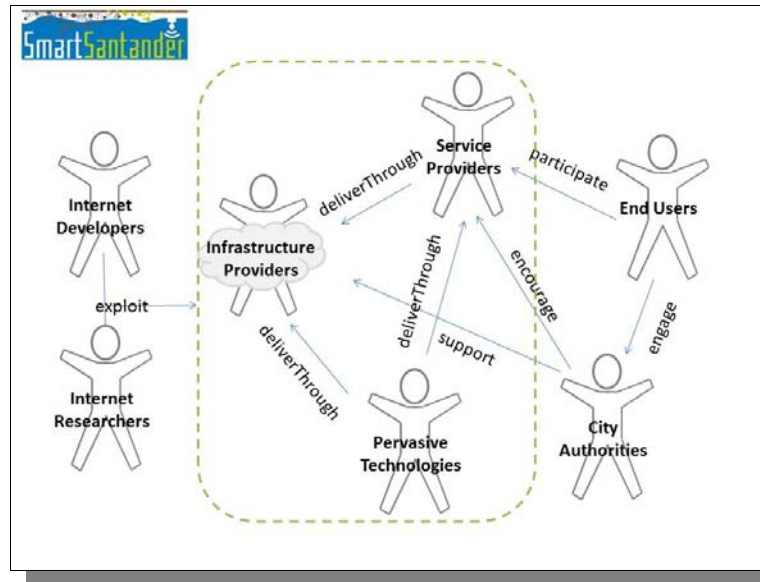 SmartSantander
Internet
Developers
exploit
Internet
Researchers
Infrastructure
Providers
deliverThrough
Service
Providers
participate
End Users
deliverThrough
deliverThrough
encourage
support
engage
Pervasive
Technologies
City
Authorities